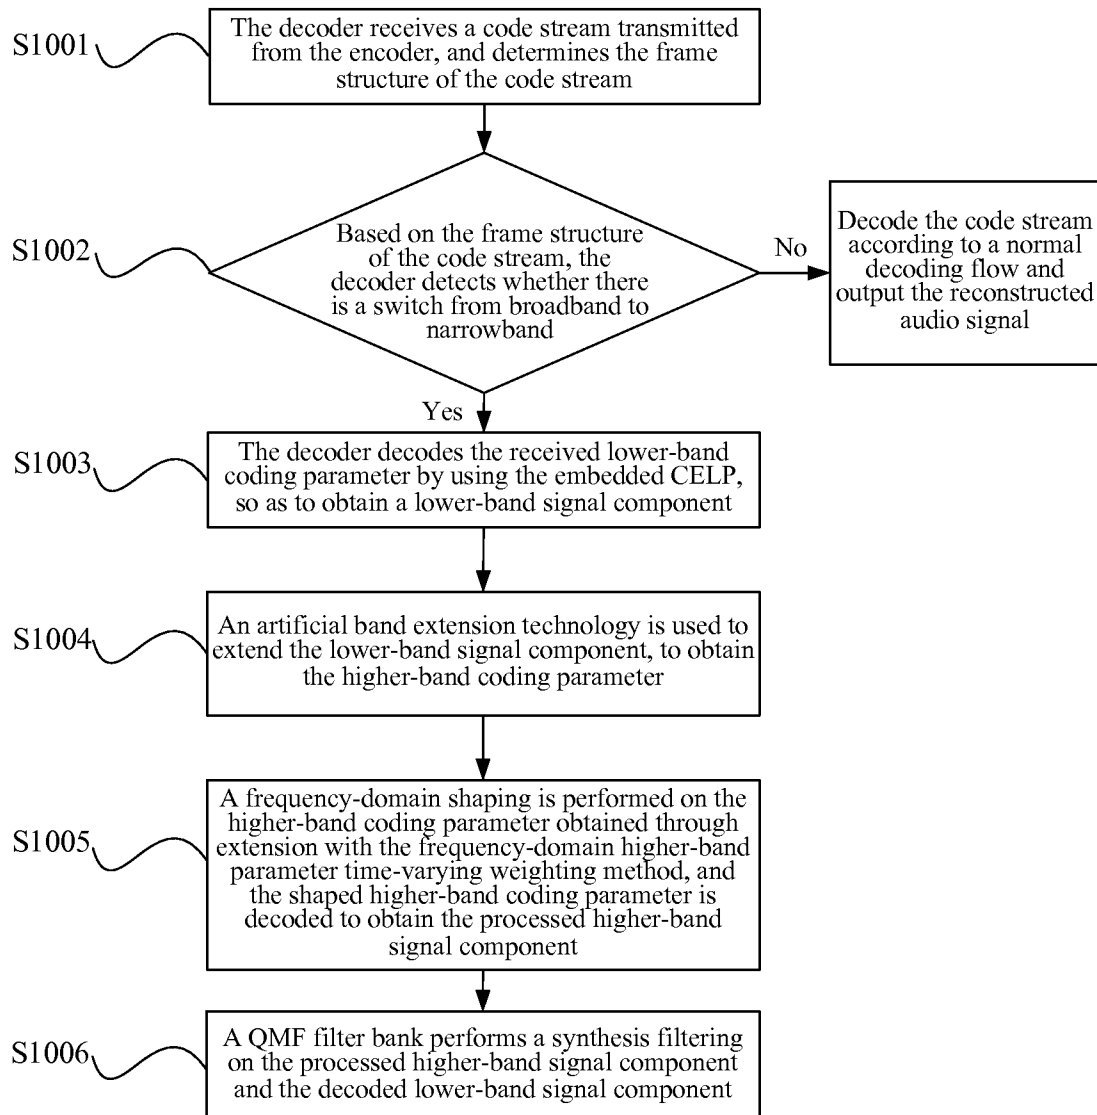 S1001
The decoder receives a code stream transmitted
from the encoder, and determines the frame
structure of the code stream
S1002
Based on the frame structure
of the code stream, the
decoder detects whether there
is a switch from broadband to
narrowband
No
Decode the code stream
according to a normal
decoding flow and
output the reconstructed
audio signal
Yes
S1003
The decoder decodes the received lower-band
coding parameter by using the embedded CELP,
so as to obtain a lower-band signal component
S1004
An artificial band extension technology is used to
extend the lower-band signal component, to obtain
the higher-band coding parameter
S1005
A frequency-domain shaping is performed on the
higher-band coding parameter obtained through
extension with the frequency-domain higher-band
parameter time-varying weighting method, and
the shaped higher-band coding parameter is
decoded to obtain the processed higher-band
signal component
S1006
A QMF filter bank performs a synthesis filtering
on the processed higher-band signal component
and the decoded lower-band signal component